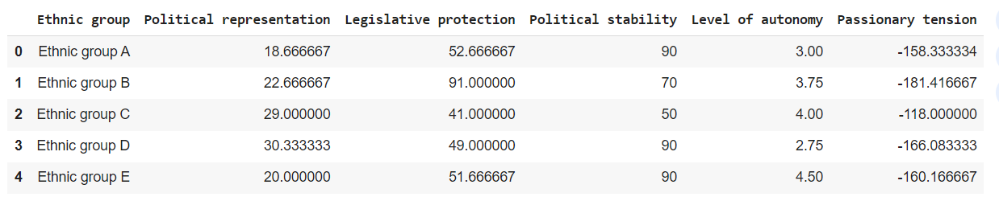 Ethnic group Political representation Legislative protection Political stability Level of autonomy Passionary tension
0 Ethnic group A 18.666667 52.666667 90 3.00 -158.333334
1 Ethnic group B 22.666667 91.000000 70 3.75 -181.416667
2 Ethnic group C 29.000000 41.000000 50 4.00 -118.000000
3 Ethnic group D 30.333333 49.000000 90 2.75 -166.083333
4 Ethnic group E 20.000000 51.666667 90 4.50 -160.166667